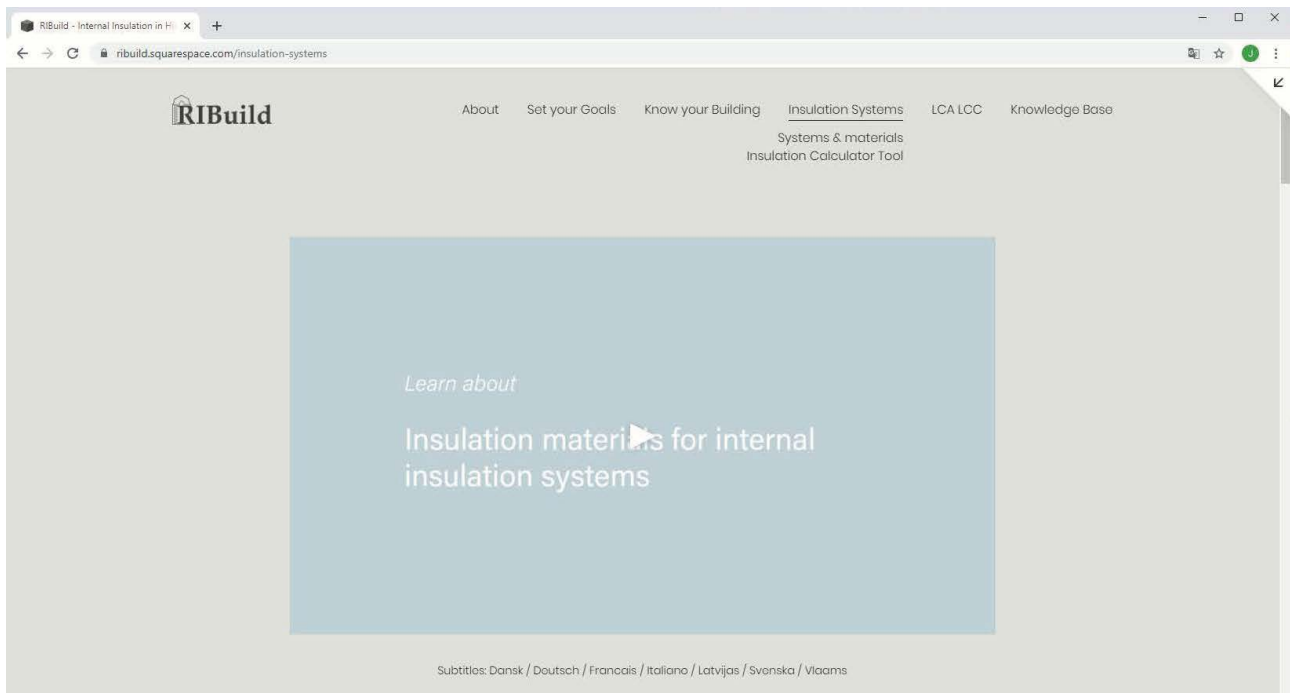 RIBuild - Internal Insulation in H
ribuild.squarespace.com/insulation-systems
J
RIBuild
About Set your Goals Know your Building Insulation Systems LCA LCC Knowledge Base
Systems & materials
Insulation Calculator Tool
Learn about
Insulation materials for internal
insulation systems
Subtitles: Dansk / Deutsch / Francais / Italiano / Latvijas / Svenska / Vlaams